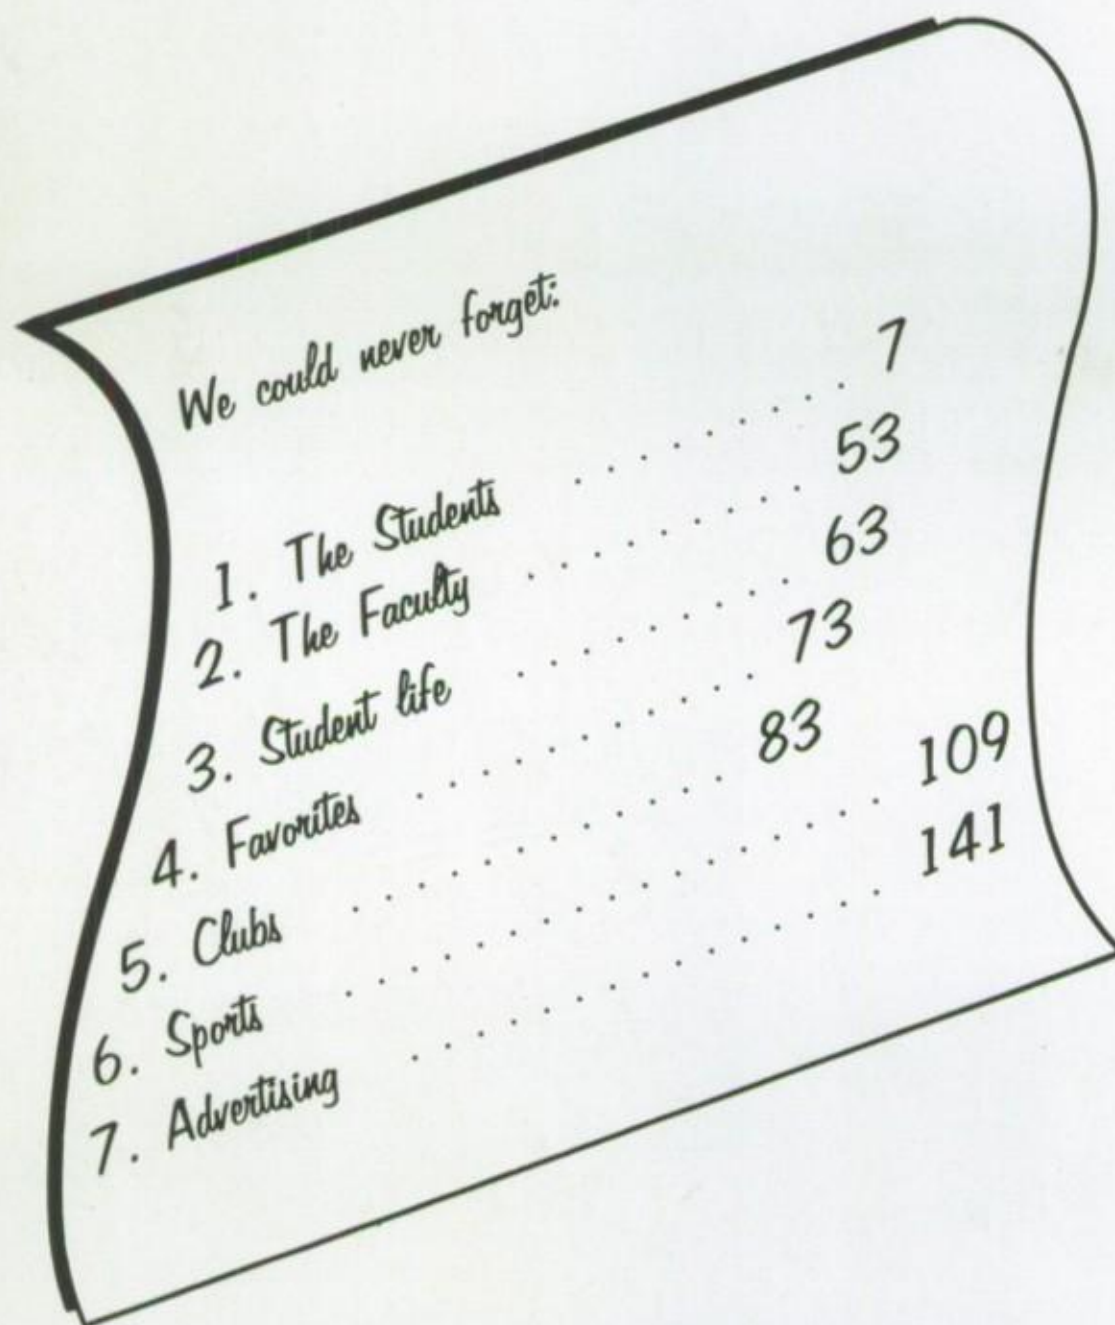 We could never forget:
1. The Students . . . . . . . . . 7
2. The Faculty . . . . . . . . . 53
3. Student life . . . . . . . . . 63
4. Favorites . . . . . . . . . . . 73
5. Clubs . . . . . . . . . . . . 83
6. Sports . . . . . . . . . . . . . . . . . 109
7. Advertising . . . . . . . . . . . . . . . 141